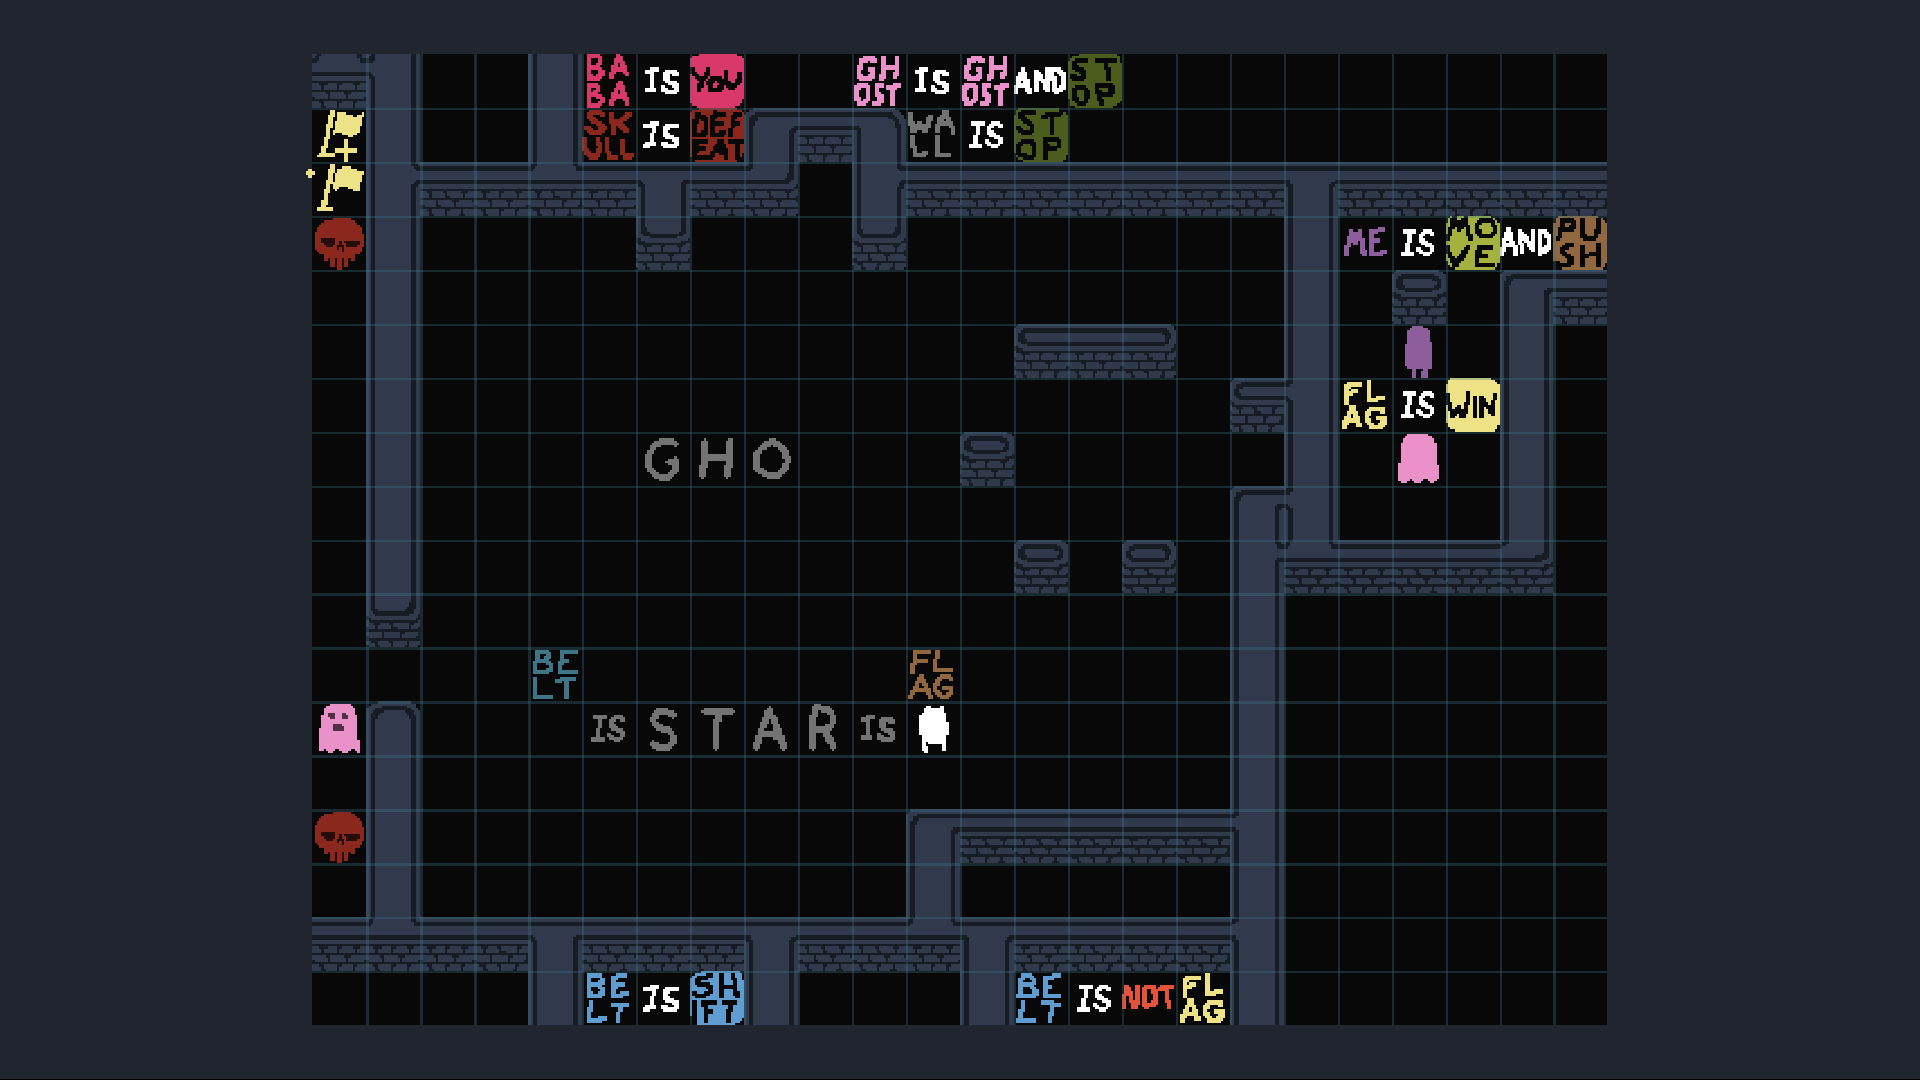 BABA IS YOU GHOST IS GHOST AND STOP
SKULL IS DEFEAT WALL IS STOP
ME IS MOVE AND PUSH
FLAG IS WIN
GHO
BELT FLAG
IS STAR IS
BELT IS SHIFT BELT IS NOT FLAG